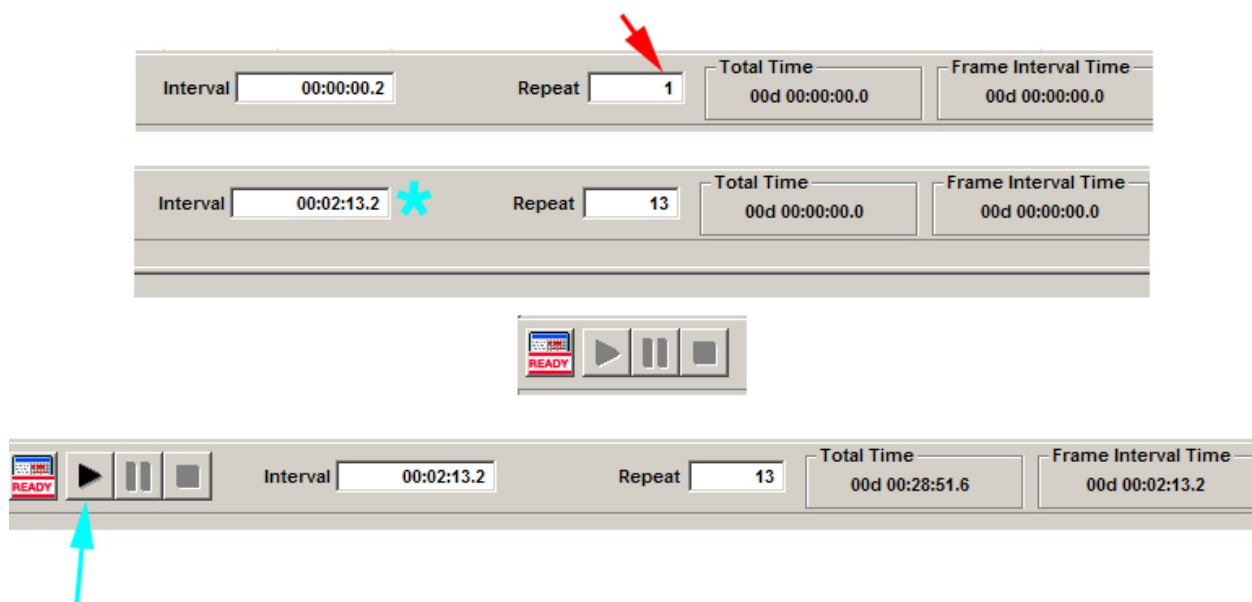 Interval 00:00:00.2 Repeat 1 Total Time 00d 00:00:00.0 Frame Interval Time 00d 00:00:00.0
Interval 00:02:13.2 Repeat 13 Total Time 00d 00:00:00.0 Frame Interval Time 00d 00:00:00.0
READY
READY Interval 00:02:13.2 Repeat 13 Total Time 00d 00:28:51.6 Frame Interval Time 00d 00:02:13.2